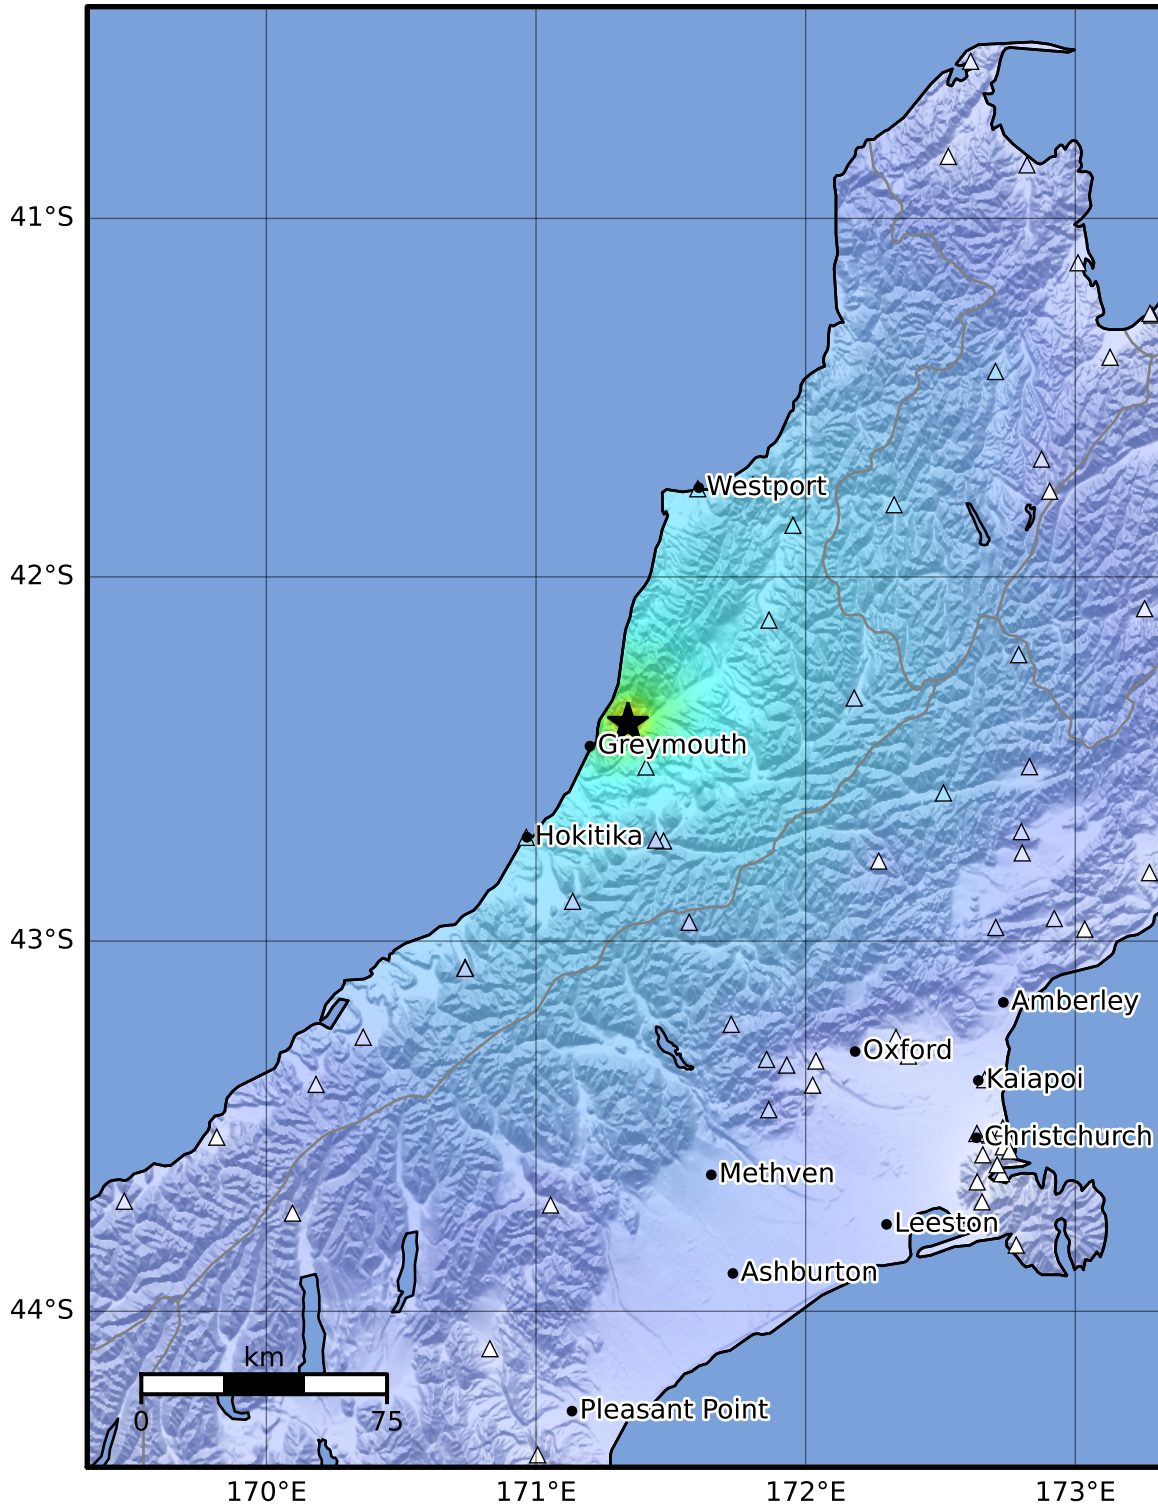 41°S
Westport
42°S
Greymouth
Hokitika
43°S
Amberley
Oxford
Kaiapoi
Christchurch
Methven
Leeston
Ashburton
44°S
km
0 75
Pleasant Point
170°E 171°E 172°E 173°E